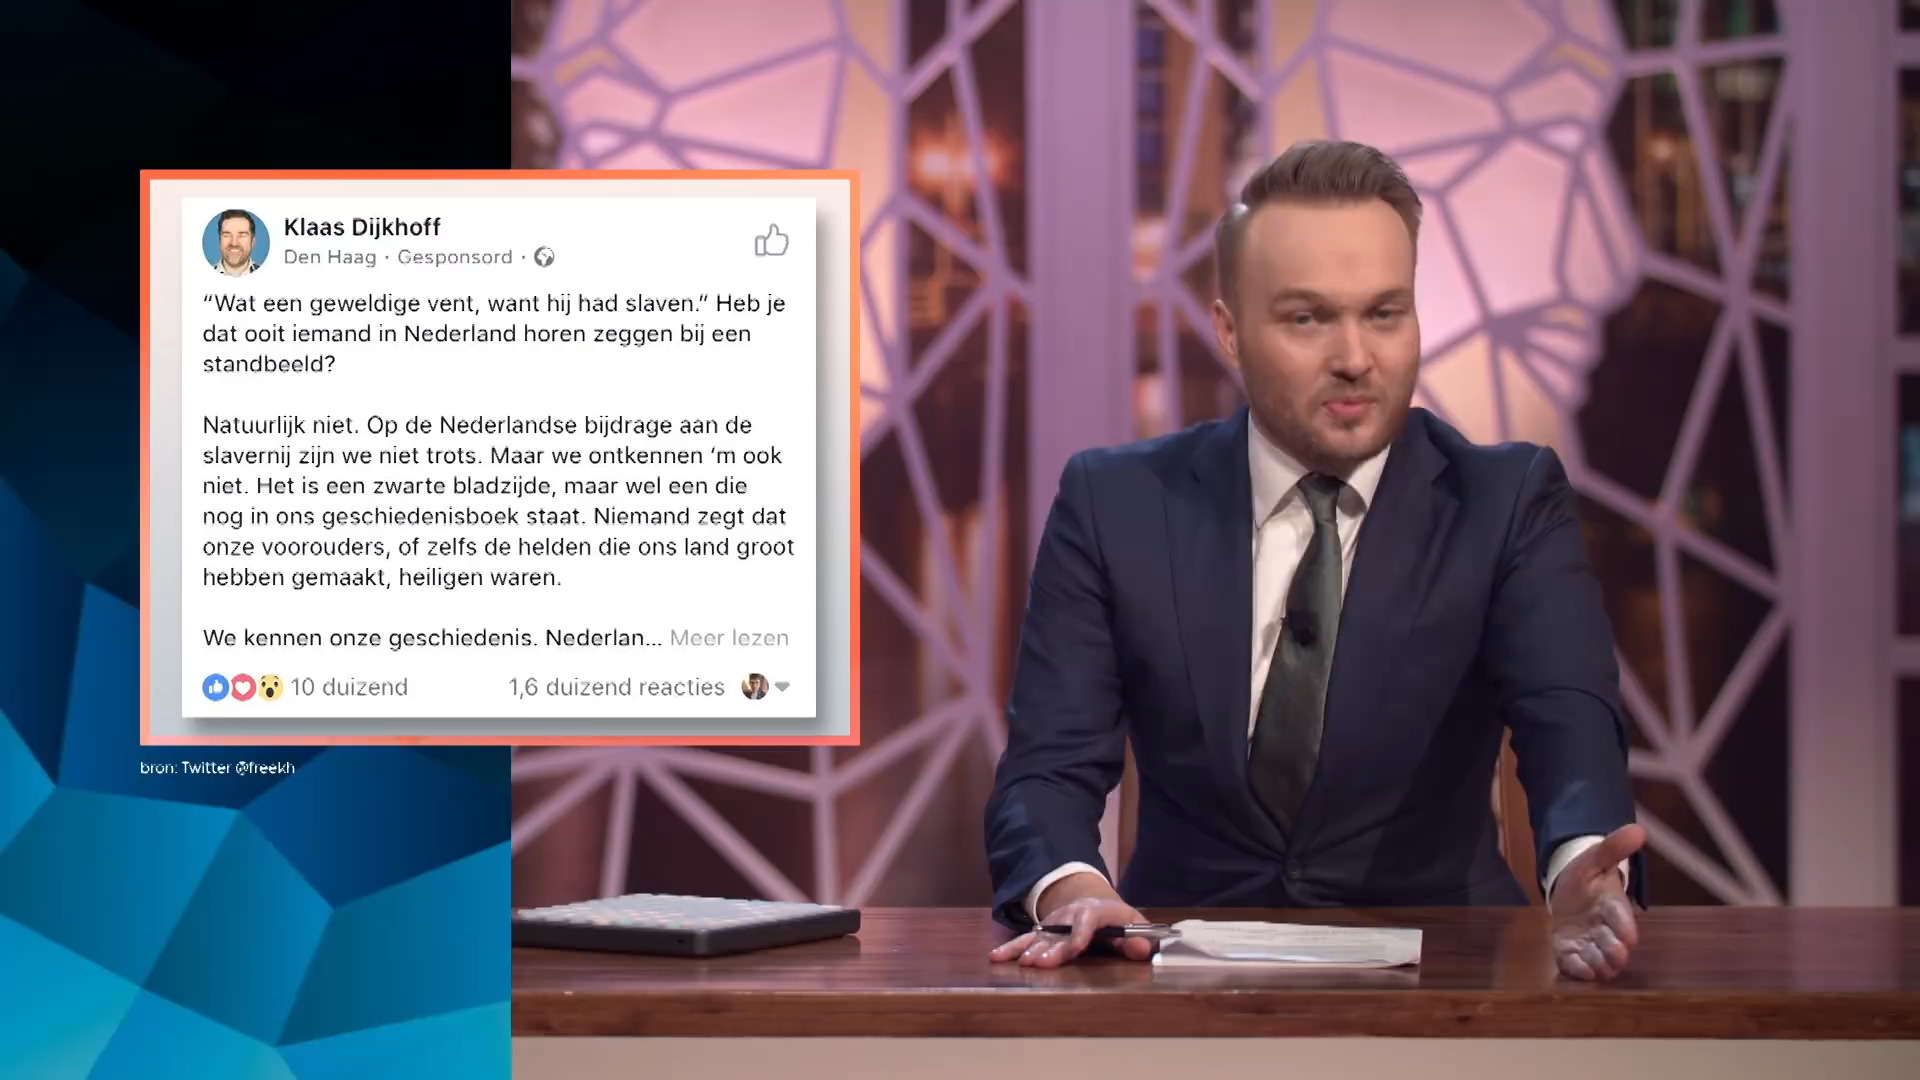 Klaas Dijkhoff
Den Haag · Gesponsord ·
“Wat een geweldige vent, want hij had slaven.” Heb je
dat ooit iemand in Nederland horen zeggen bij een
standbeeld?
Natuurlijk niet. Op de Nederlandse bijdrage aan de
slavernij zijn we niet trots. Maar we ontkennen ‘m ook
niet. Het is een zwarte bladzijde, maar wel een die
nog in ons geschiedenisboek staat. Niemand zegt dat
onze voorouders, of zelfs de helden die ons land groot
hebben gemaakt, heiligen waren.
We kennen onze geschiedenis. Nederlan... Meer lezen
10 duizend 1,6 duizend reacties
bron: Twitter @freekh